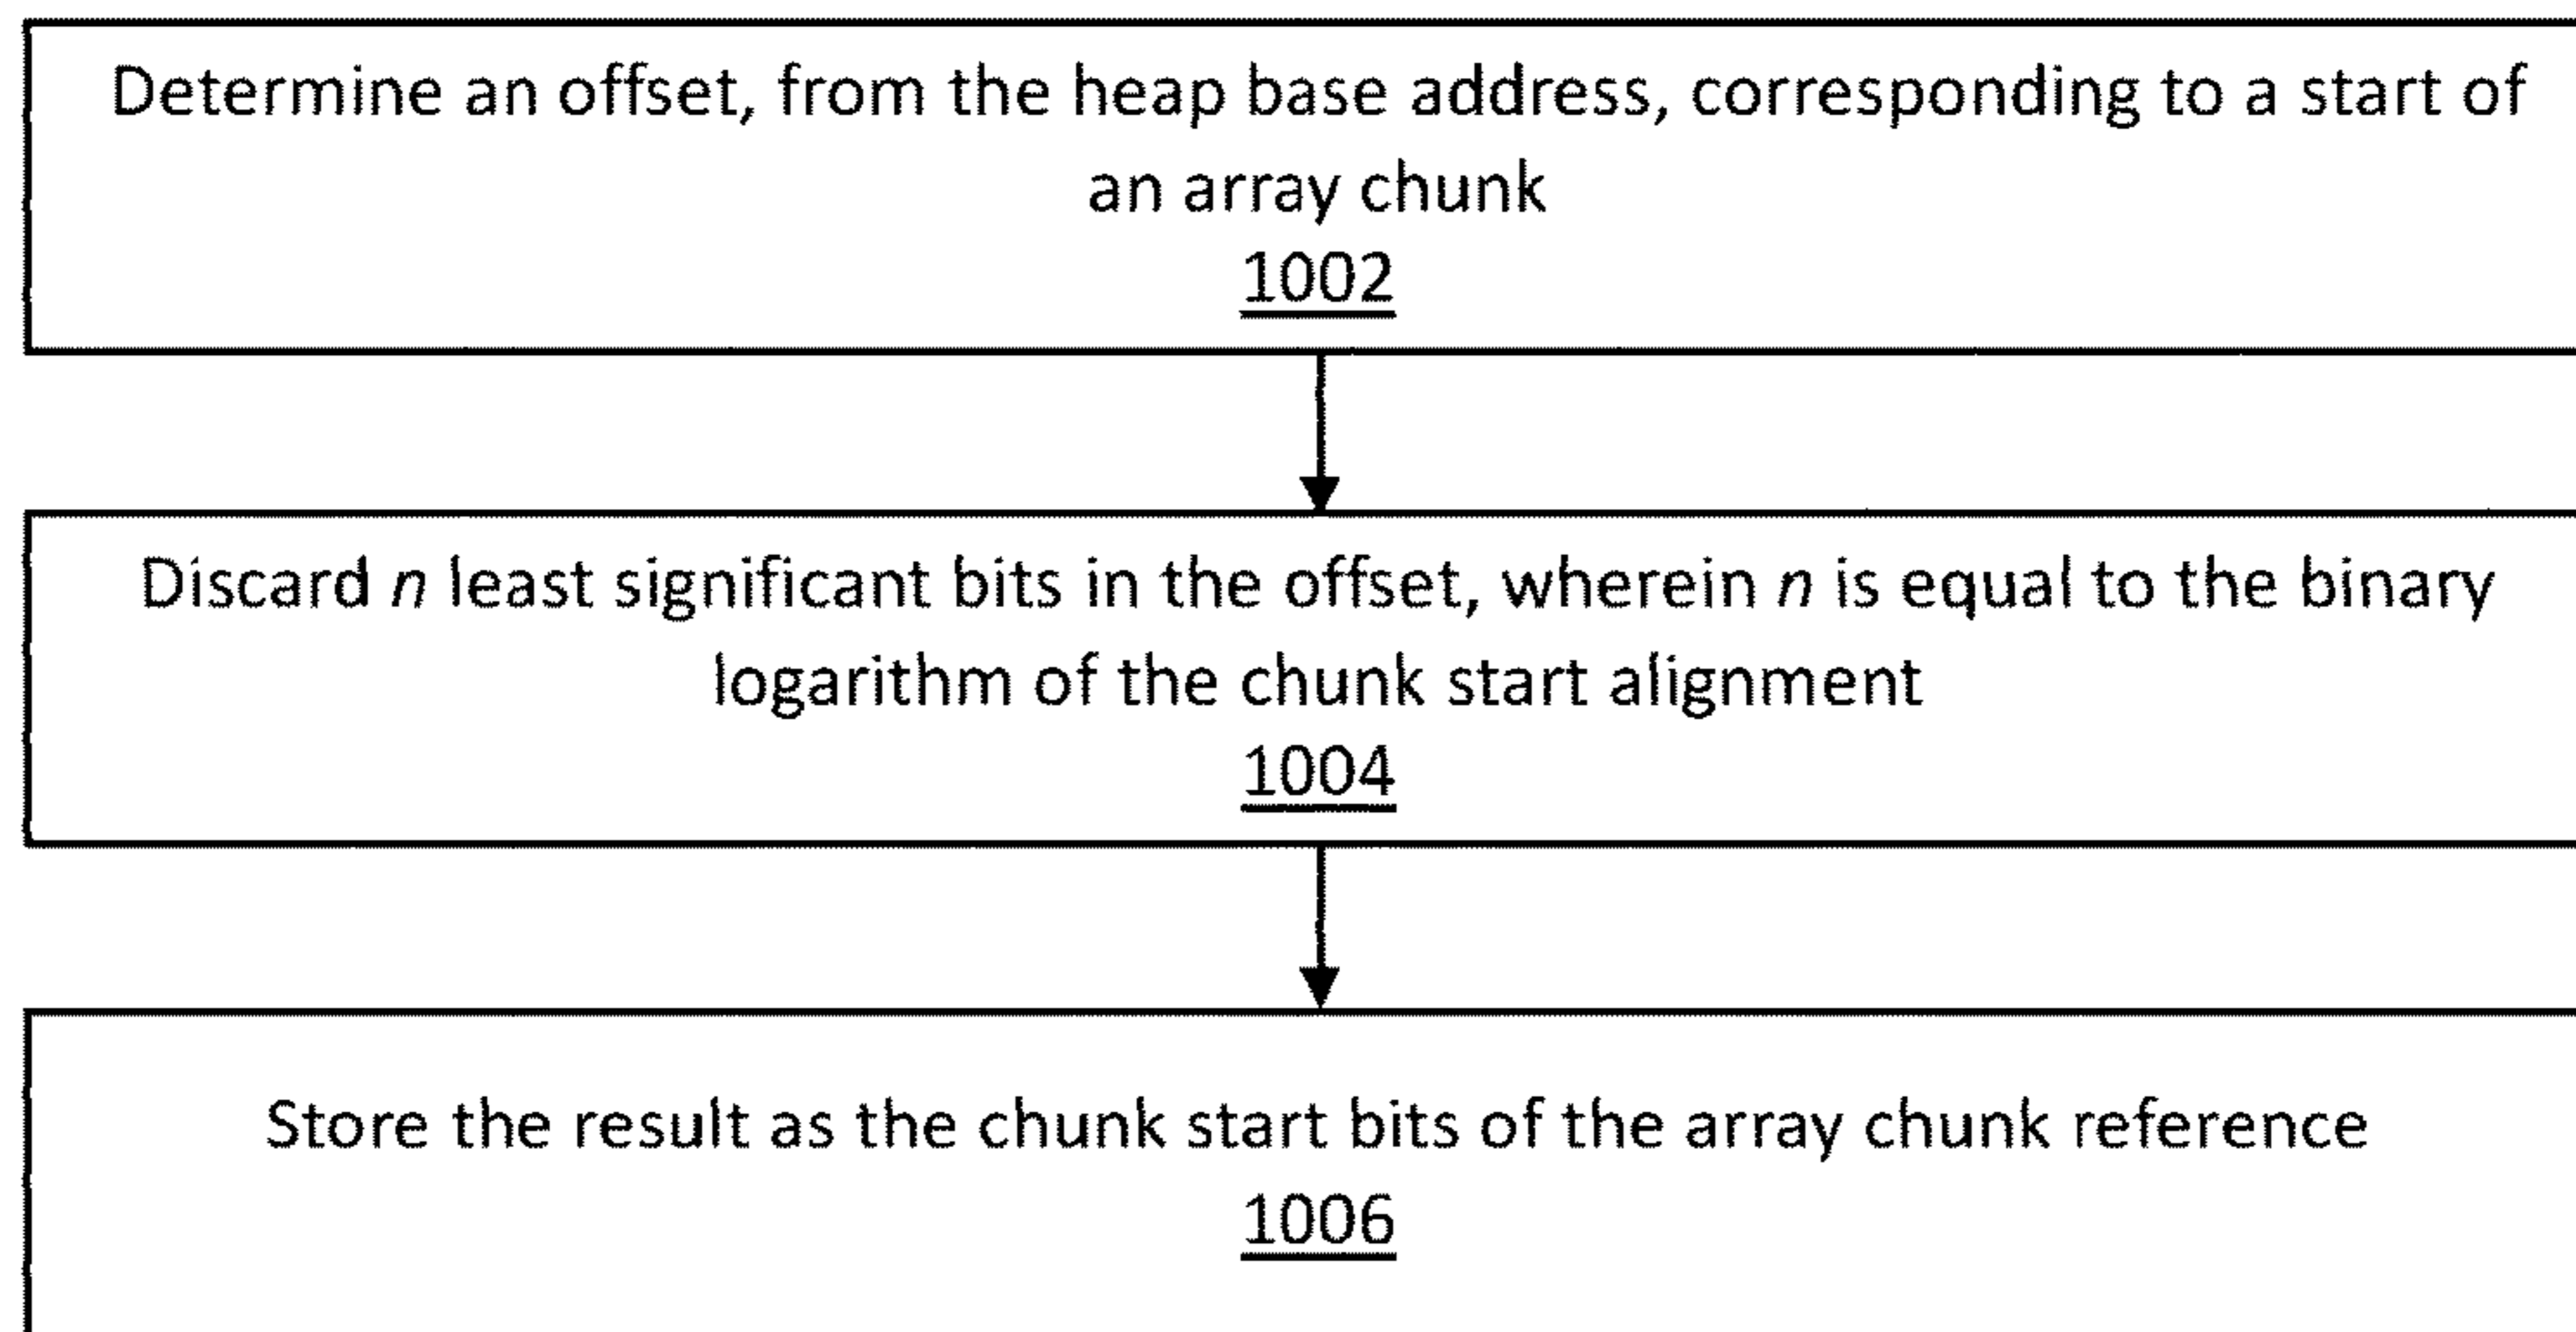 Determine an offset, from the heap base address, corresponding to a start of
an array chunk
1002
Discard n least significant bits in the offset, wherein n is equal to the binary
logarithm of the chunk start alignment
1004
Store the result as the chunk start bits of the array chunk reference
1006